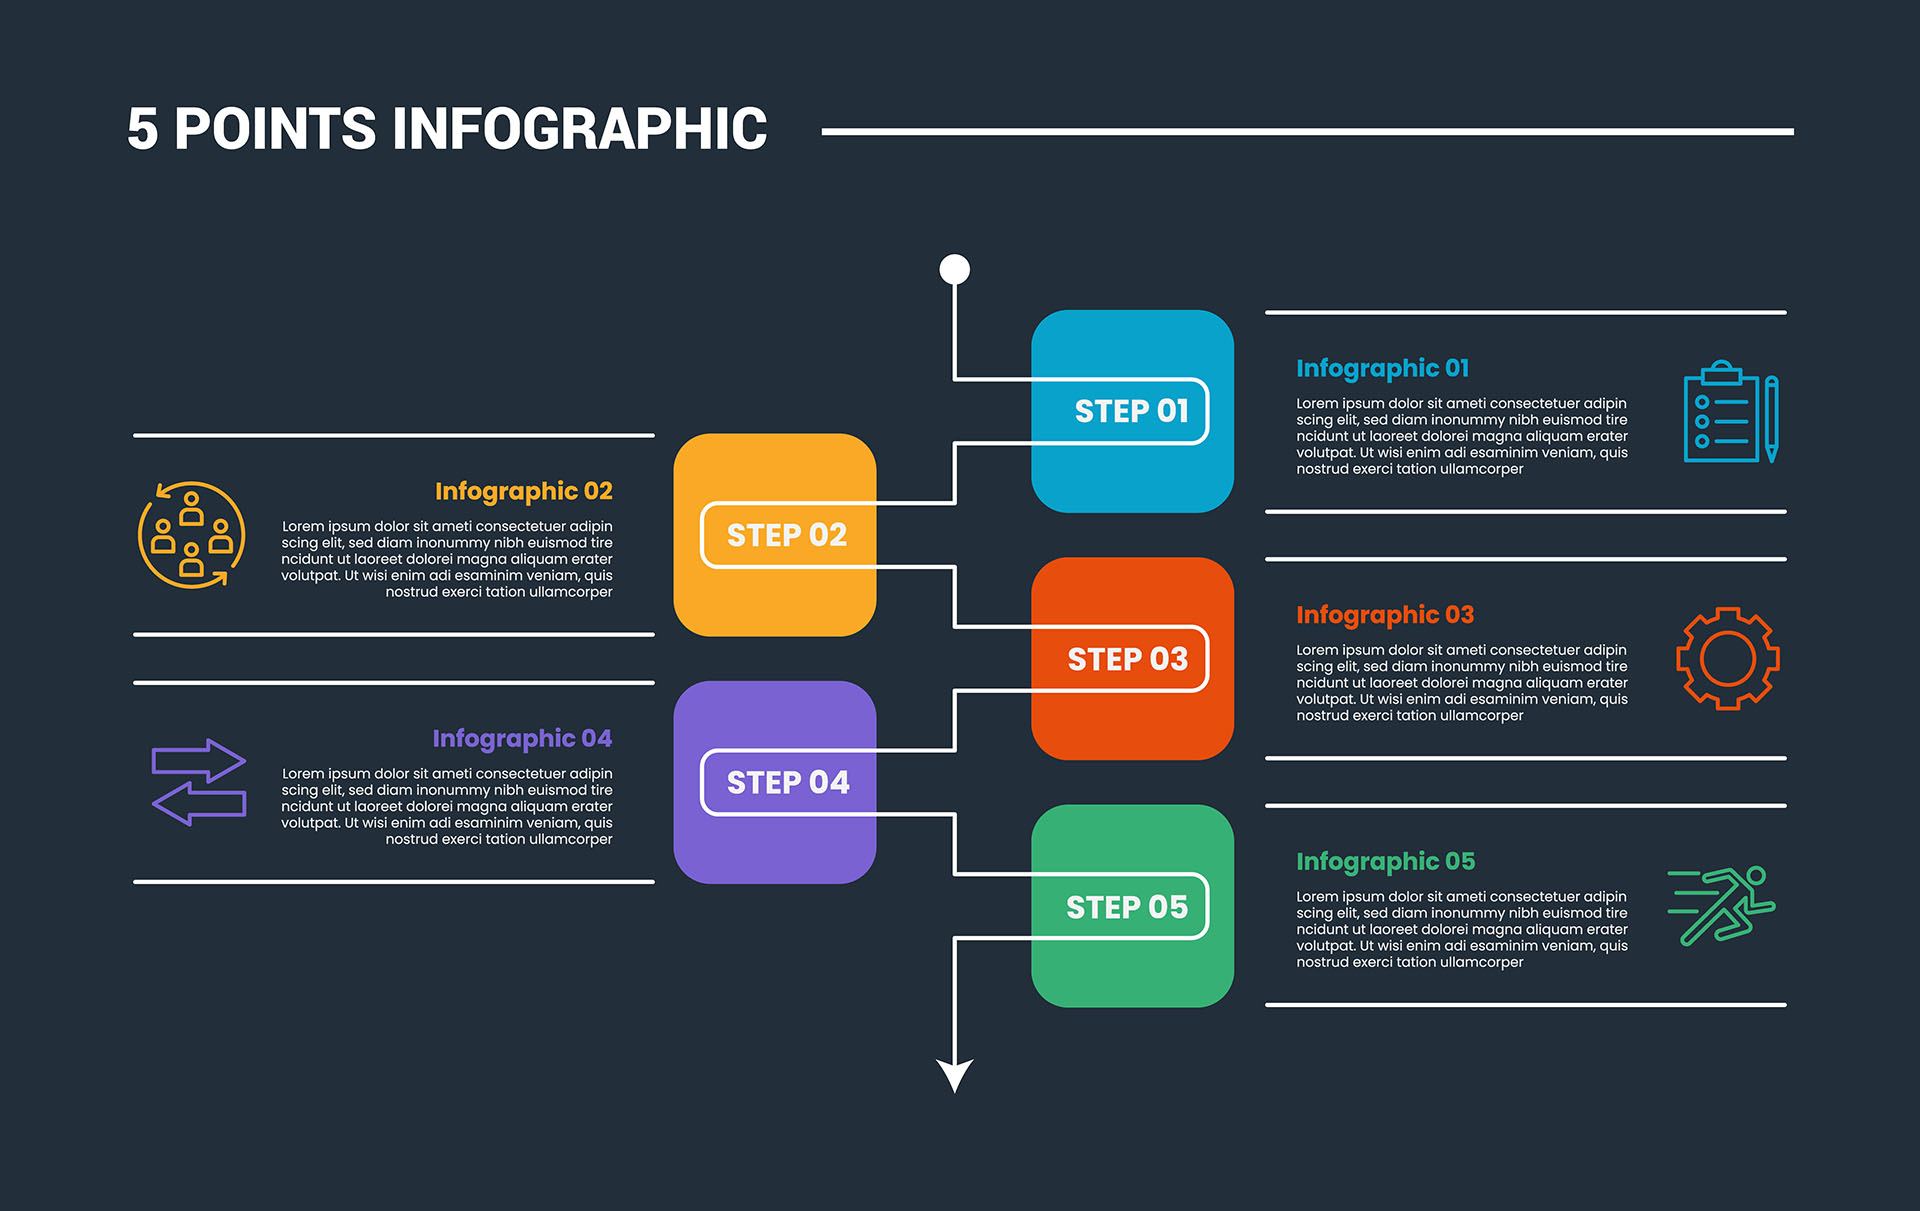 5 POINTS INFOGRAPHIC
STEP 01
Infographic 01
Lorem ipsum dolor sit ameti consectetuer adipin
scing elit, sed diam inonummy nibh euismod tire
ncidunt ut laoreet dolorei magna aliquam erater
volutpat. Ut wisi enim adi esaminim veniam, quis
nostrud exerci tation ullamcorper
STEP 02
Infographic 02
Lorem ipsum dolor sit ameti consectetuer adipin
scing elit, sed diam inonummy nibh euismod tire
ncidunt ut laoreet dolorei magna aliquam erater
volutpat. Ut wisi enim adi esaminim veniam, quis
nostrud exerci tation ullamcorper
STEP 03
Infographic 03
Lorem ipsum dolor sit ameti consectetuer adipin
scing elit, sed diam inonummy nibh euismod tire
ncidunt ut laoreet dolorei magna aliquam erater
volutpat. Ut wisi enim adi esaminim veniam, quis
nostrud exerci tation ullamcorper
STEP 04
Infographic 04
Lorem ipsum dolor sit ameti consectetuer adipin
scing elit, sed diam inonummy nibh euismod tire
ncidunt ut laoreet dolorei magna aliquam erater
volutpat. Ut wisi enim adi esaminim veniam, quis
nostrud exerci tation ullamcorper
STEP 05
Infographic 05
Lorem ipsum dolor sit ameti consectetuer adipin
scing elit, sed diam inonummy nibh euismod tire
ncidunt ut laoreet dolorei magna aliquam erater
volutpat. Ut wisi enim adi esaminim veniam, quis
nostrud exerci tation ullamcorper